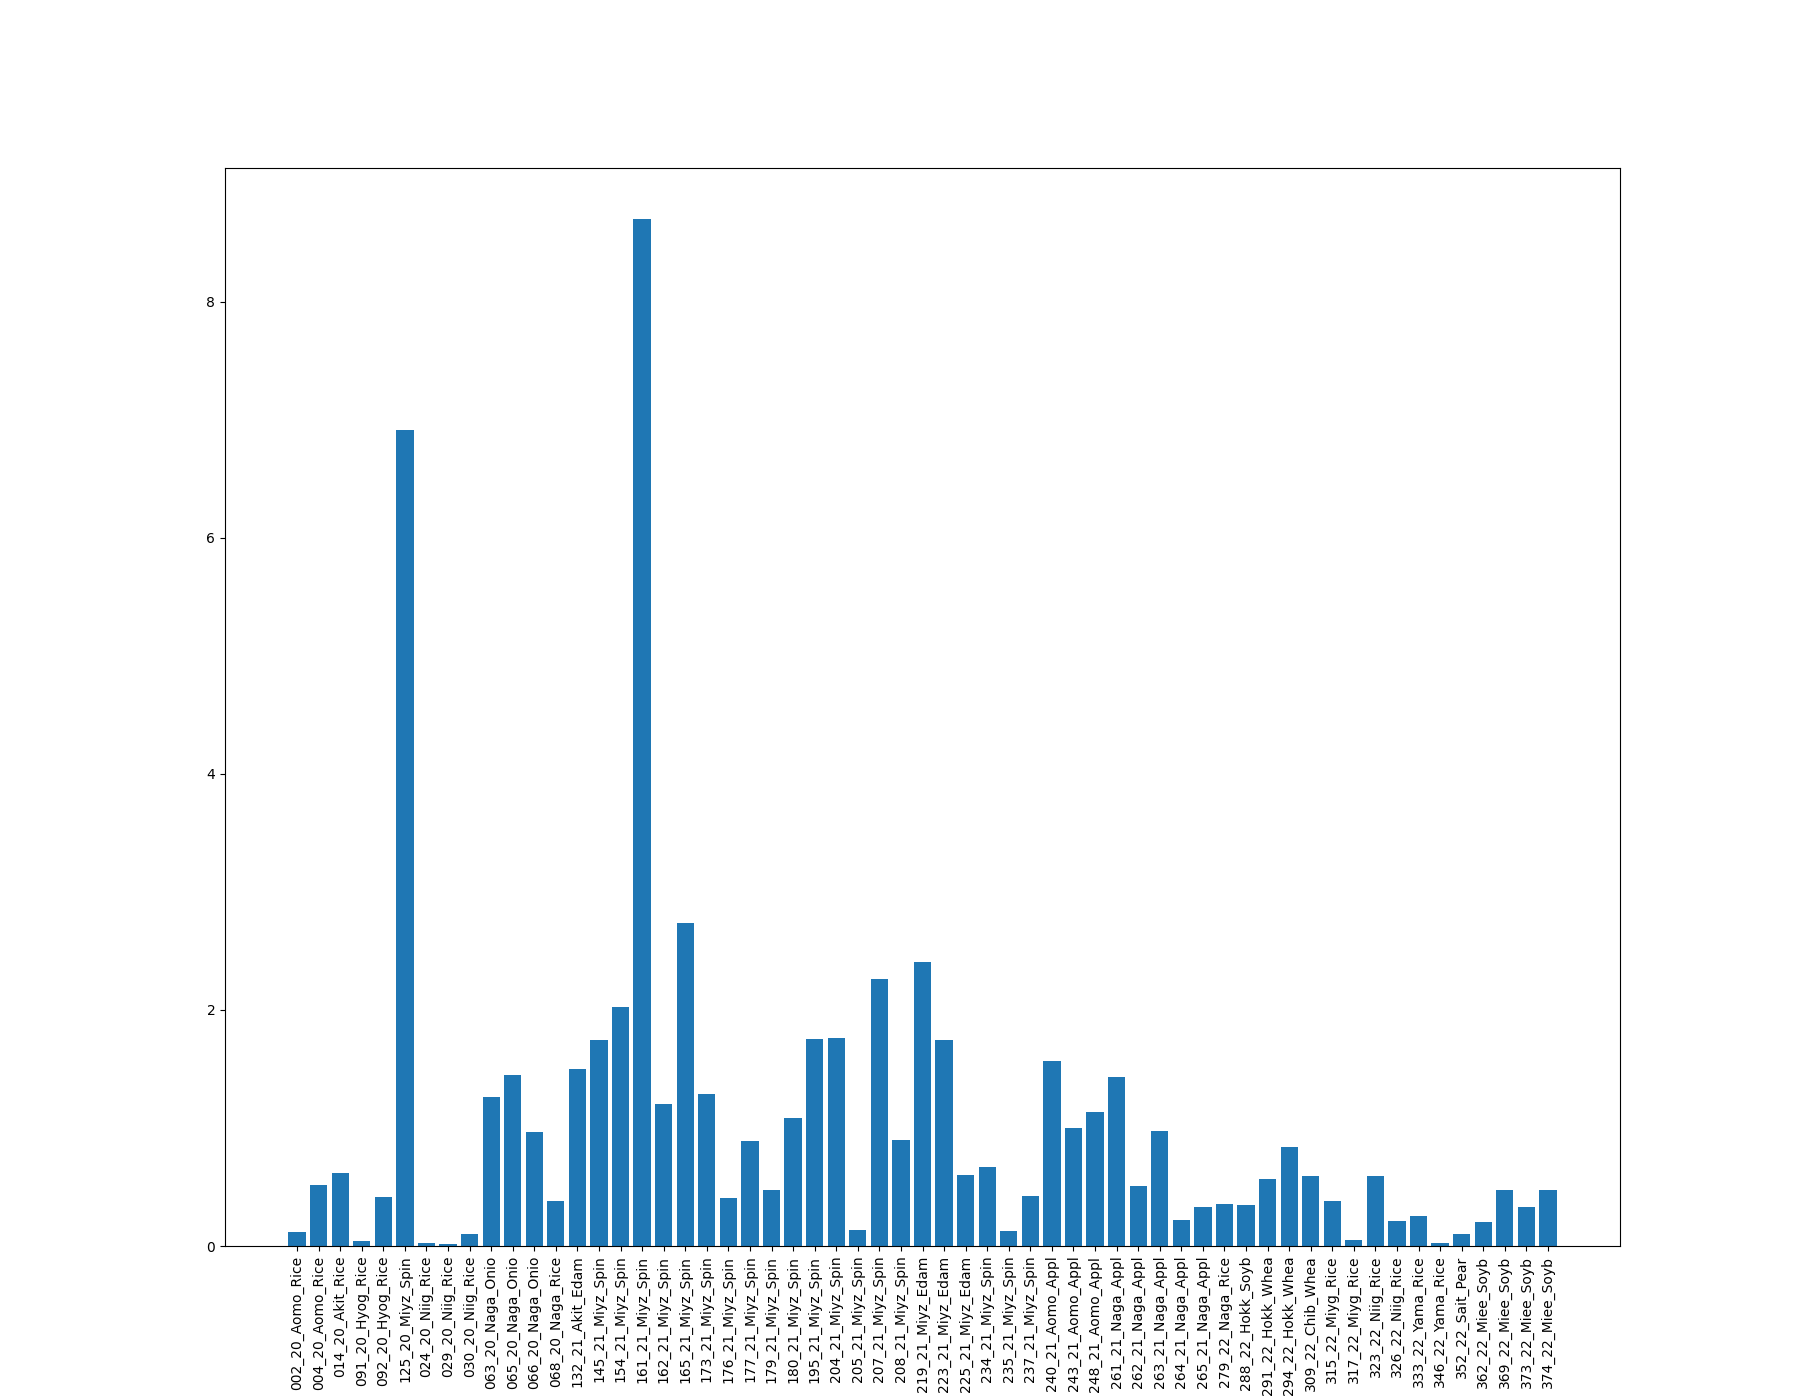 8
6
4
2
0
002_20_Aomo_Rice
004_20_Aomo_Rice
014_20_Akit_Rice
091_20_Hyog_Rice
092_20_Hyog_Rice
125_20_Miyz_Spin
024_20_Niig_Rice
029_20_Niig_Rice
030_20_Niig_Rice
063_20_Naga_Onio
065_20_Naga_Onio
066_20_Naga_Onio
068_20_Naga_Rice
132_21_Akit_Edam
145_21_Miyz_Spin
154_21_Miyz_Spin
161_21_Miyz_Spin
162_21_Miyz_Spin
165_21_Miyz_Spin
173_21_Miyz_Spin
176_21_Miyz_Spin
177_21_Miyz_Spin
179_21_Miyz_Spin
180_21_Miyz_Spin
195_21_Miyz_Spin
204_21_Miyz_Spin
205_21_Miyz_Spin
207_21_Miyz_Spin
208_21_Miyz_Spin
219_21_Miyz_Edam
223_21_Miyz_Edam
225_21_Miyz_Edam
234_21_Miyz_Spin
235_21_Miyz_Spin
237_21_Miyz_Spin
240_21_Aomo_Appl
243_21_Aomo_Appl
248_21_Aomo_Appl
261_21_Naga_Appl
262_21_Naga_Appl
263_21_Naga_Appl
264_21_Naga_Appl
265_21_Naga_Appl
279_22_Naga_Rice
288_22_Hokk_Soyb
291_22_Hokk_Whea
294_22_Hokk_Whea
309_22_Chib_Whea
315_22_Miyg_Rice
317_22_Miyg_Rice
323_22_Niig_Rice
326_22_Niig_Rice
333_22_Yama_Rice
346_22_Yama_Rice
352_22_Sait_Pear
362_22_Miee_Soyb
369_22_Miee_Soyb
373_22_Miee_Soyb
374_22_Miee_Soyb